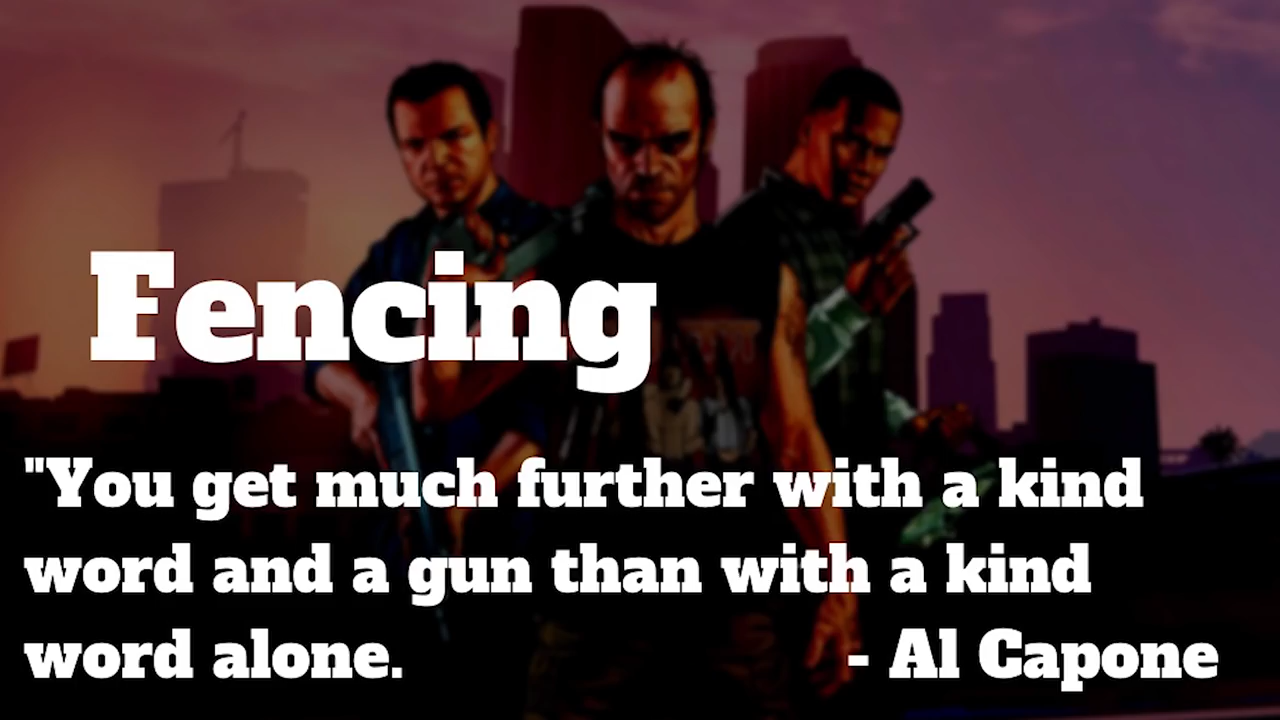 Fencing
"You get much further with a kind
word and a gun than with a kind
word alone. - Al Capone